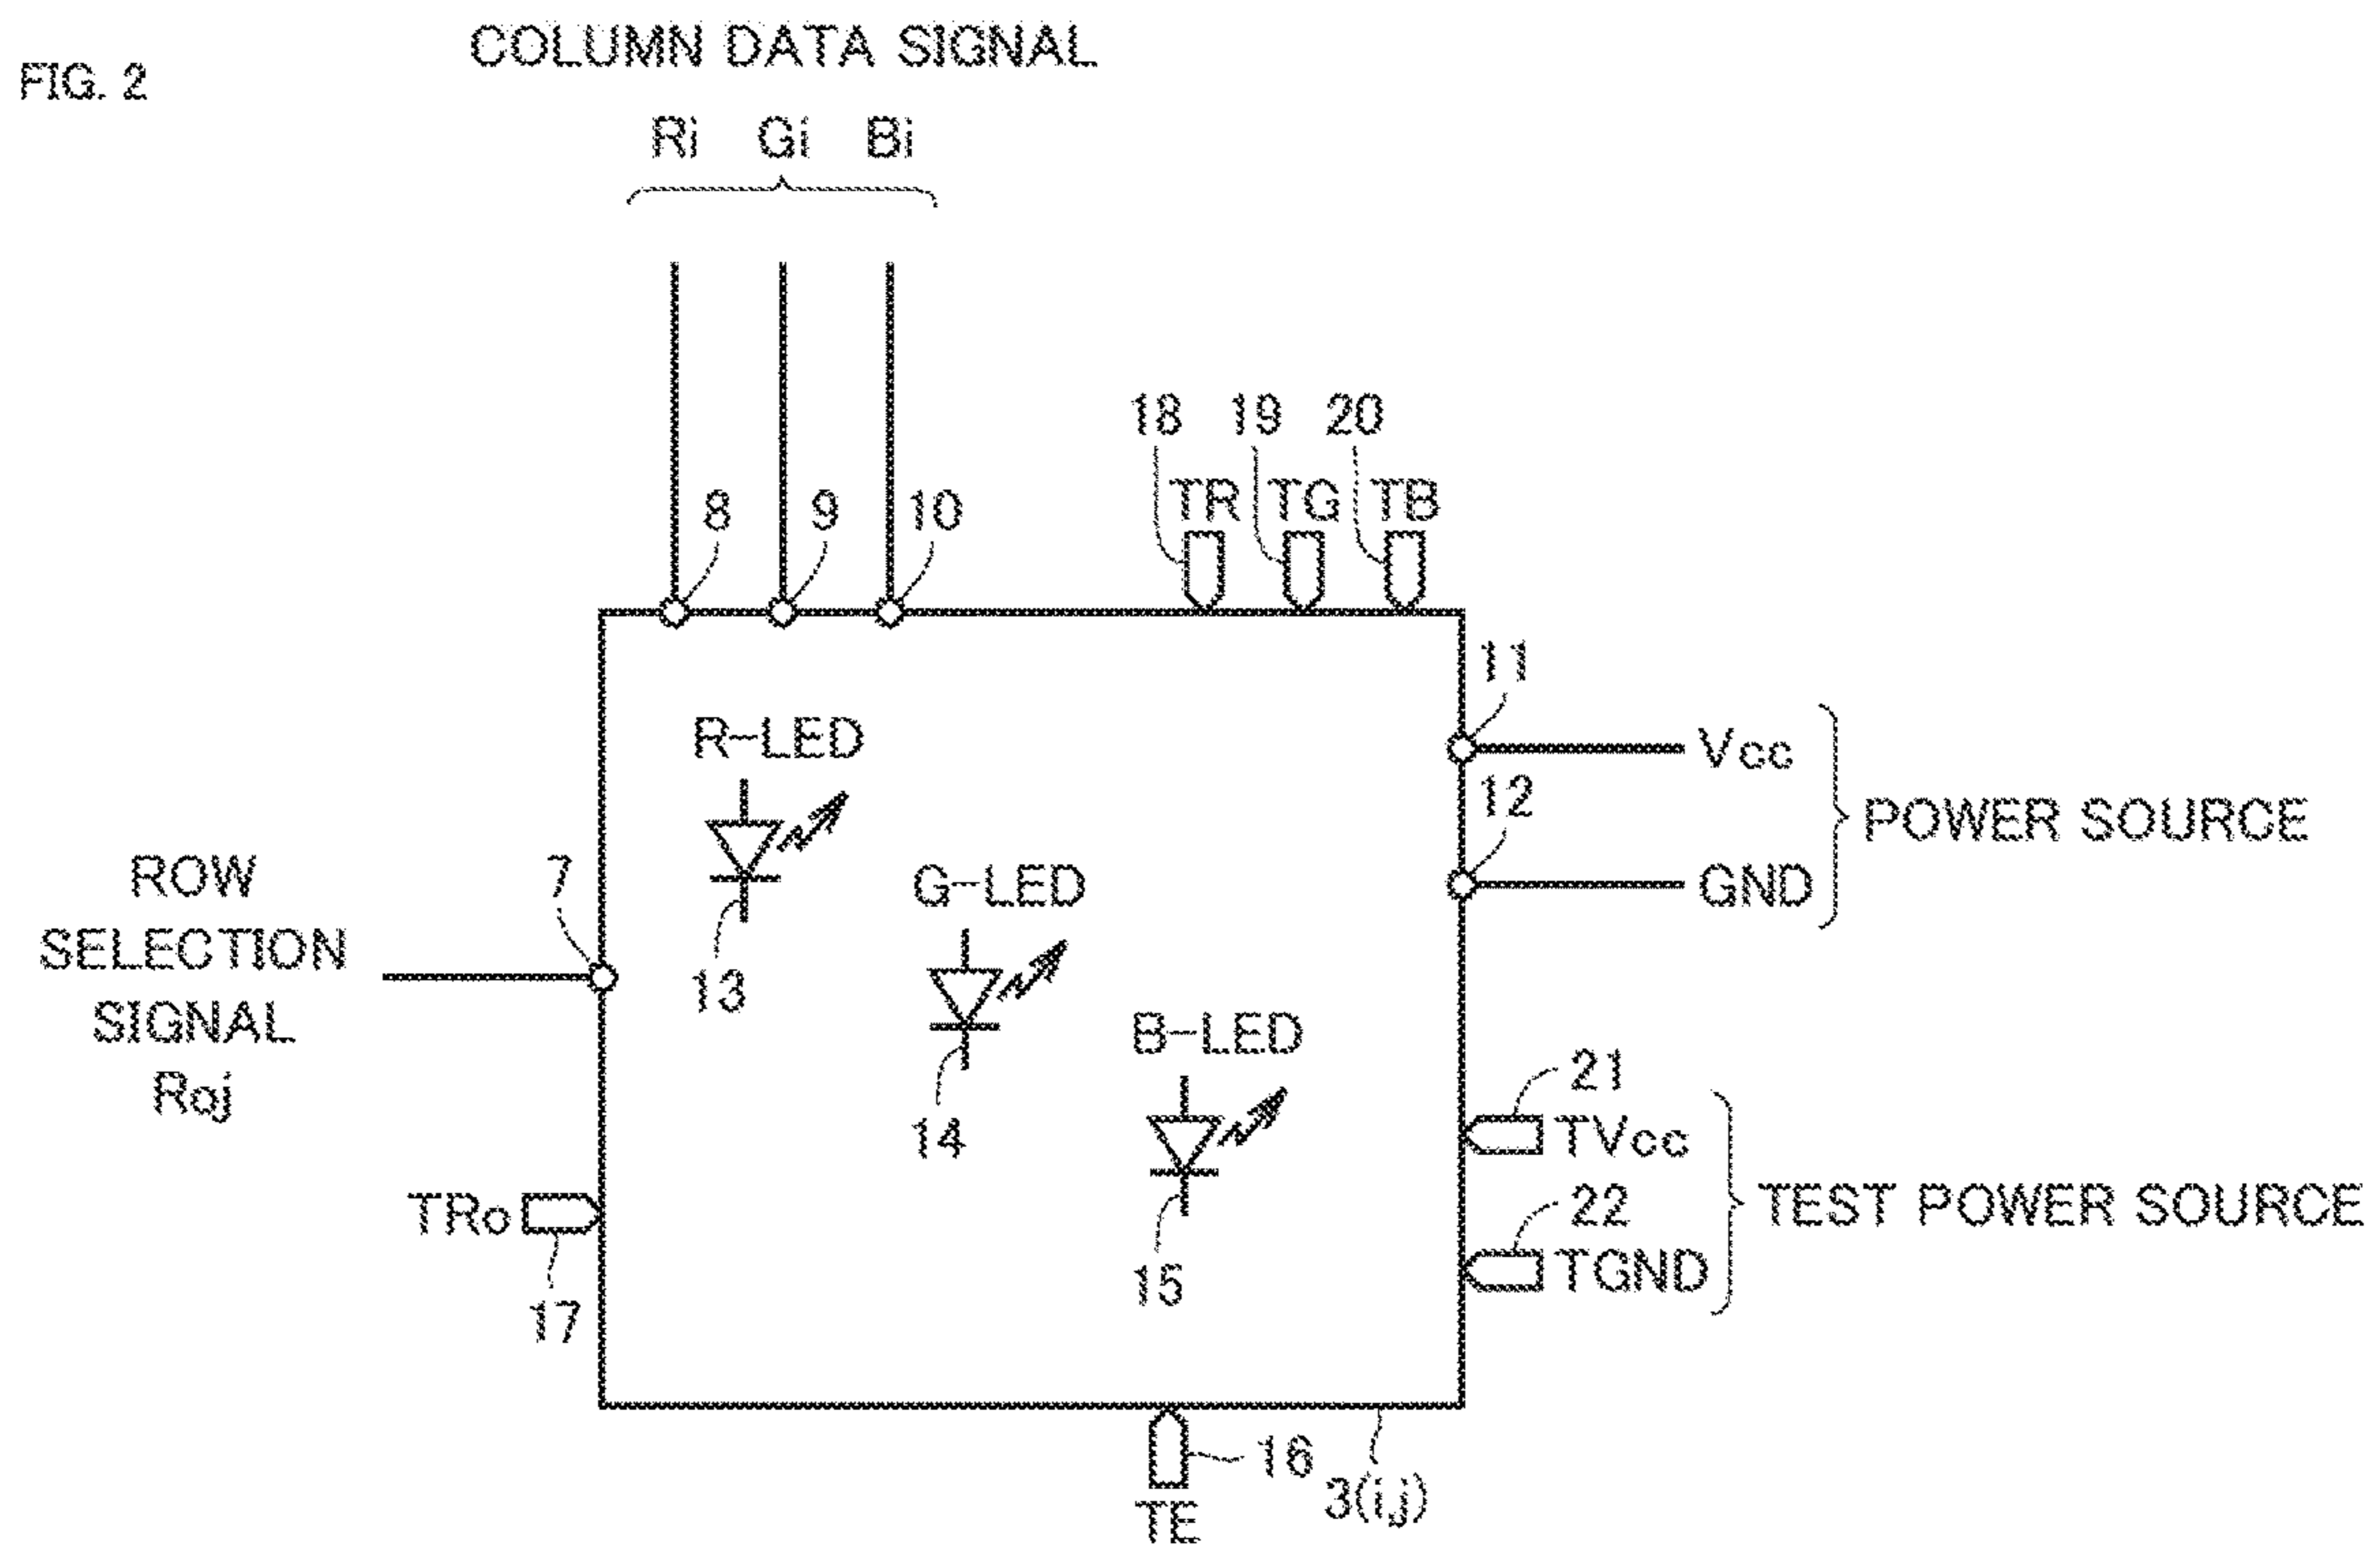 COLUMN DATA SIGNAL
FIG. 2
Ri Gi Bi
18 19 20
TR TG TB
8 9 10
11
R-LED
Vcc
12
POWER SOURCE
ROW
SELECTION
SIGNAL
Roj
7
G-LED
GND
13
B-LED
14
21
TVcc
TEST POWER SOURCE
22
TGND
TRo
15
17
16
3(i,j)
TE